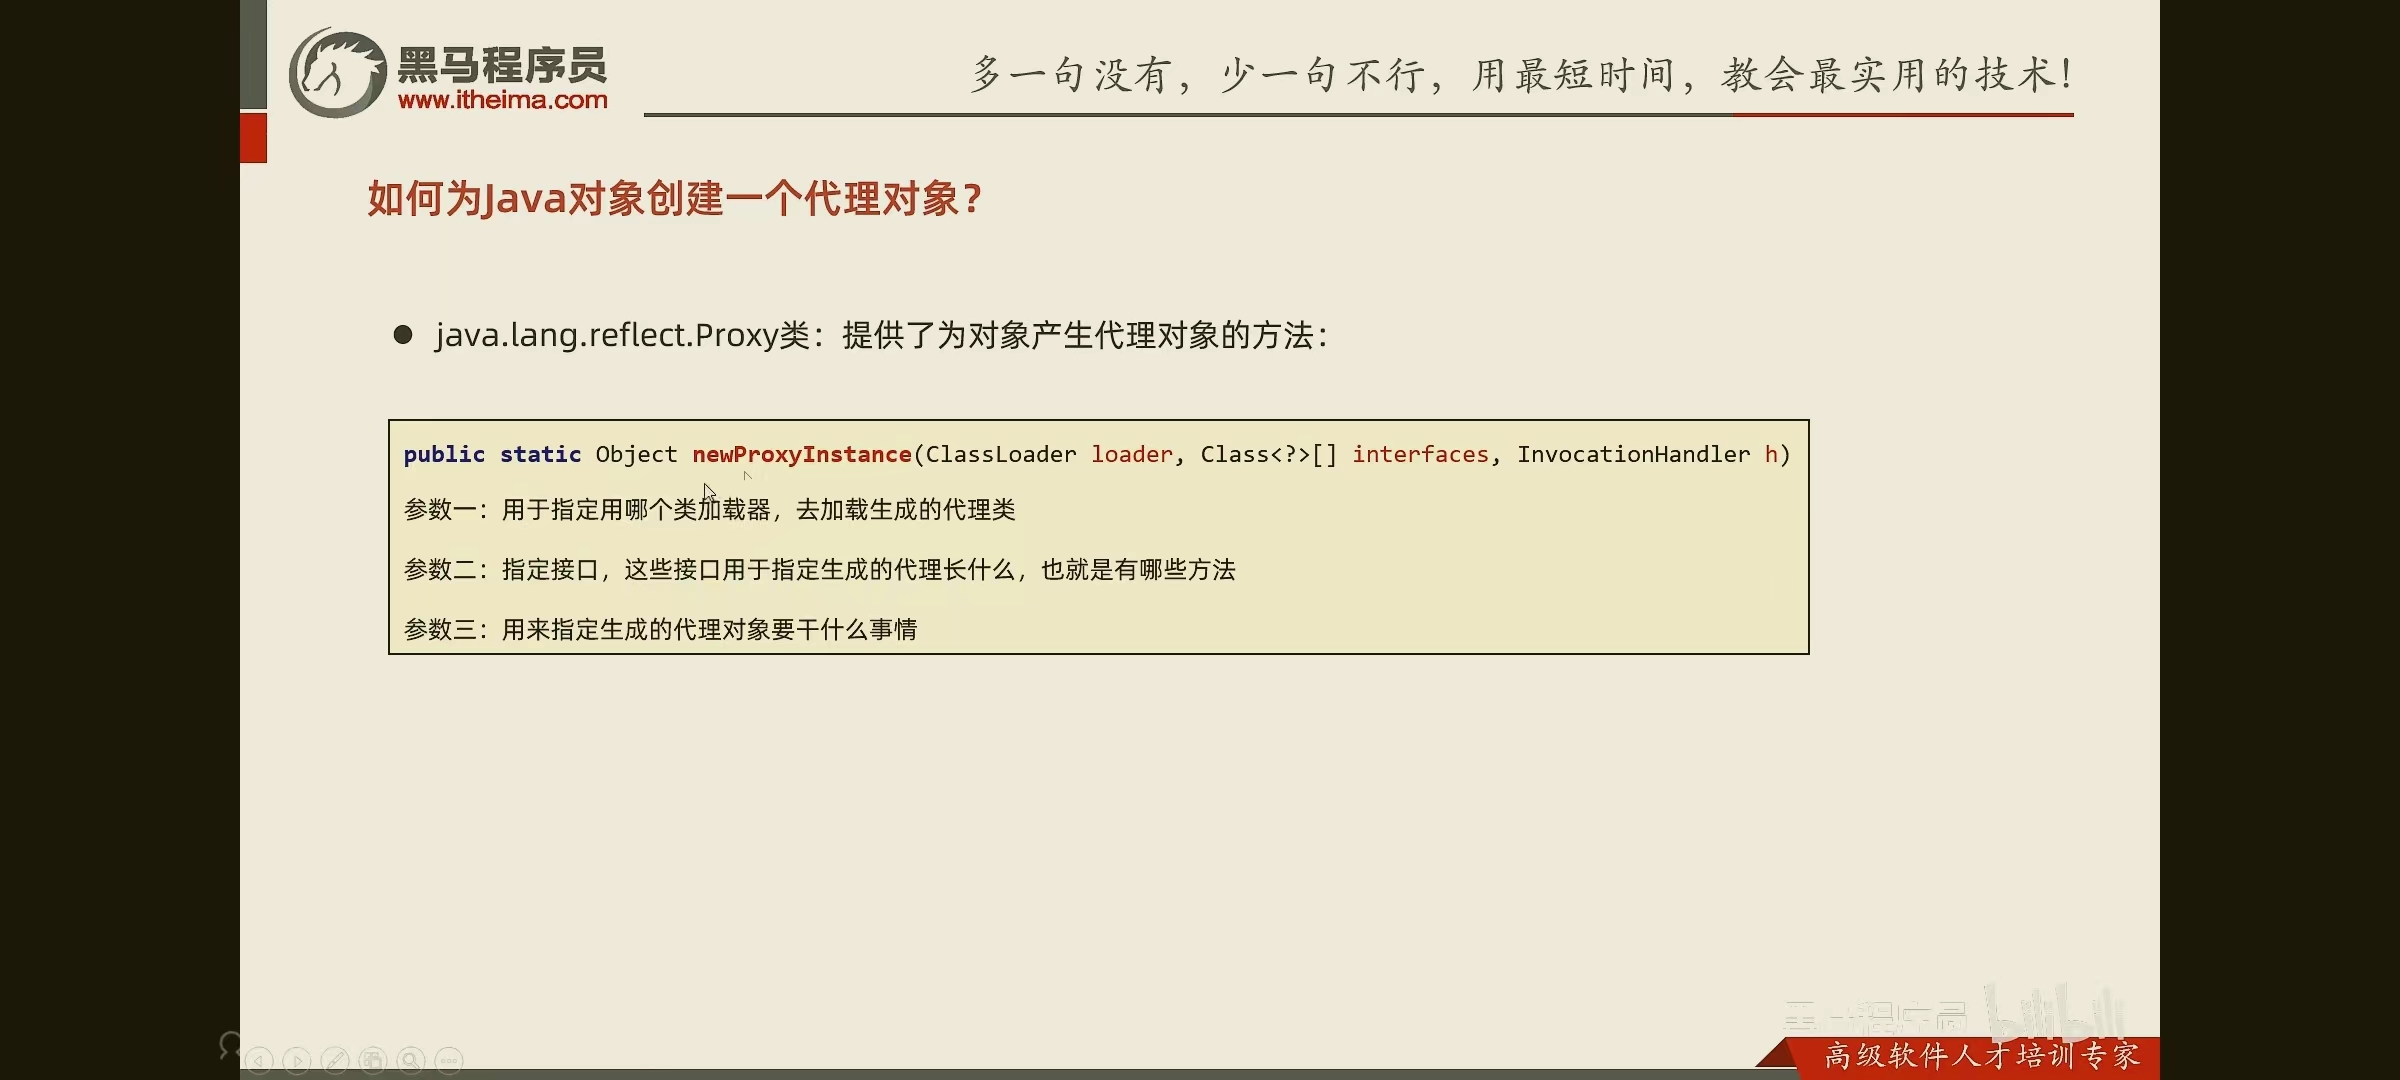 黑马程序员
www.itheima.com
多一句没有，少一句不行，用最短时间，教会最实用的技术！
如何为Java对象创建一个代理对象？
java.lang.reflect.Proxy类：提供了为对象产生代理对象的方法：
public static Object newProxyInstance(ClassLoader loader, Class<?>[] interfaces, InvocationHandler h)
参数一：用于指定用哪个类加载器，去加载生成的代理类
参数二：指定接口，这些接口用于指定生成的代理长什么，也就是有哪些方法
参数三：用来指定生成的代理对象要干什么事情
黑马程序员 bilibili
高级软件人才培训专家